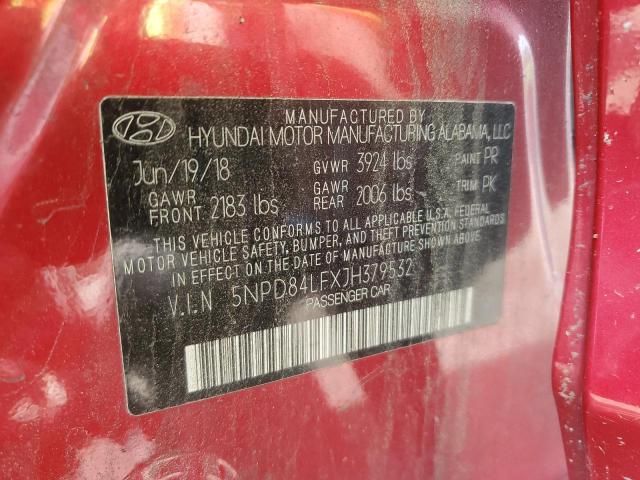 MANUFACTURED BY
HYUNDAI MOTOR MANUFACTURING ALABAMA, LLC
Jun/19/18 GVWR 3924 lbs PAINT PR
GAWR FRONT 2183 lbs GAWR REAR 2006 lbs TRIM PK
THIS VEHICLE CONFORMS TO ALL APPLICABLE U.S.A. FEDERAL
MOTOR VEHICLE SAFETY, BUMPER, AND THEFT PREVENTION STANDARDS
IN EFFECT ON THE DATE OF MANUFACTURE SHOWN ABOVE.
V.I.N 5NPD84LFXJH379532
PASSENGER CAR